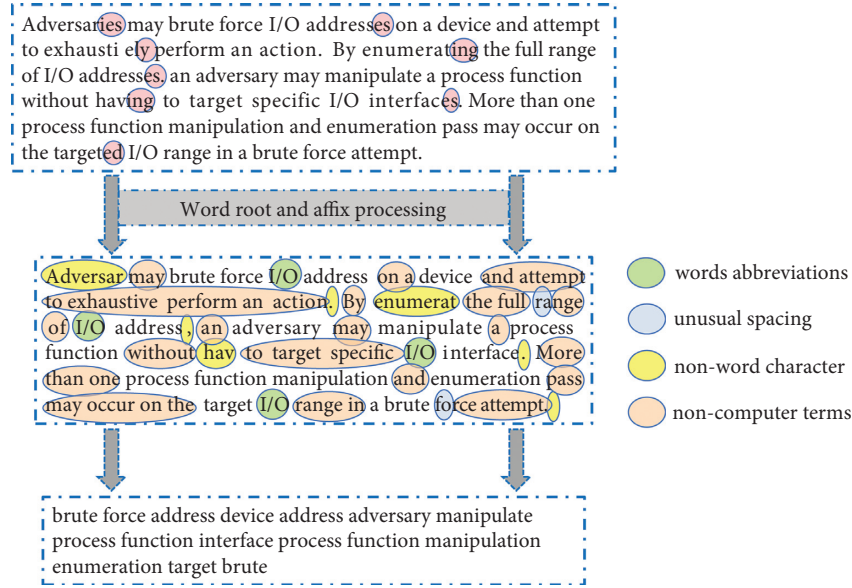 Adversaries may brute force I/O addresses on a device and attempt
to exhausti ely perform an action. By enumerating the full range
of I/O addresses. an adversary may manipulate a process function
without having to target specific I/O interfaces. More than one
process function manipulation and enumeration pass may occur on
the targeted I/O range in a brute force attempt.
Word root and affix processing
Adversar may brute force I/O address on a device and attempt
to exhaustive perform an action. By enumerat the full range
of I/O address, an adversary may manipulate a process
function without hav to target specific I/O interface. More
than one process function manipulation and enumeration pass
may occur on the target I/O range in a brute force attempt.
words abbreviations
unusual spacing
non-word character
non-computer terms
brute force address device address adversary manipulate
process function interface process function manipulation
enumeration target brute